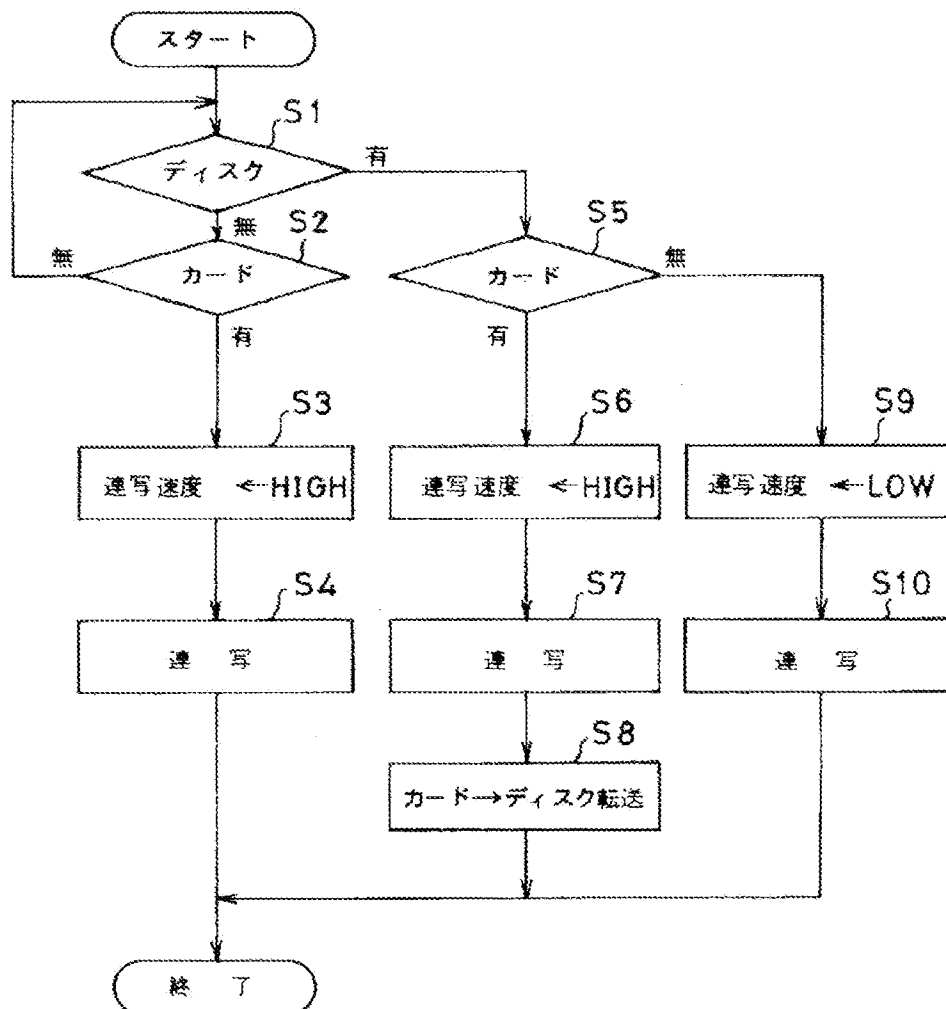 スタート
S1
ディスク
有
無
S2
無
カード
有
S5
カード
無
有
S3
連写速度 ←HIGH
S6
連写速度 ←HIGH
S9
連写速度 ←LOW
S4
連 写
S7
連 写
S10
連 写
S8
カード→ディスク転送
終 了